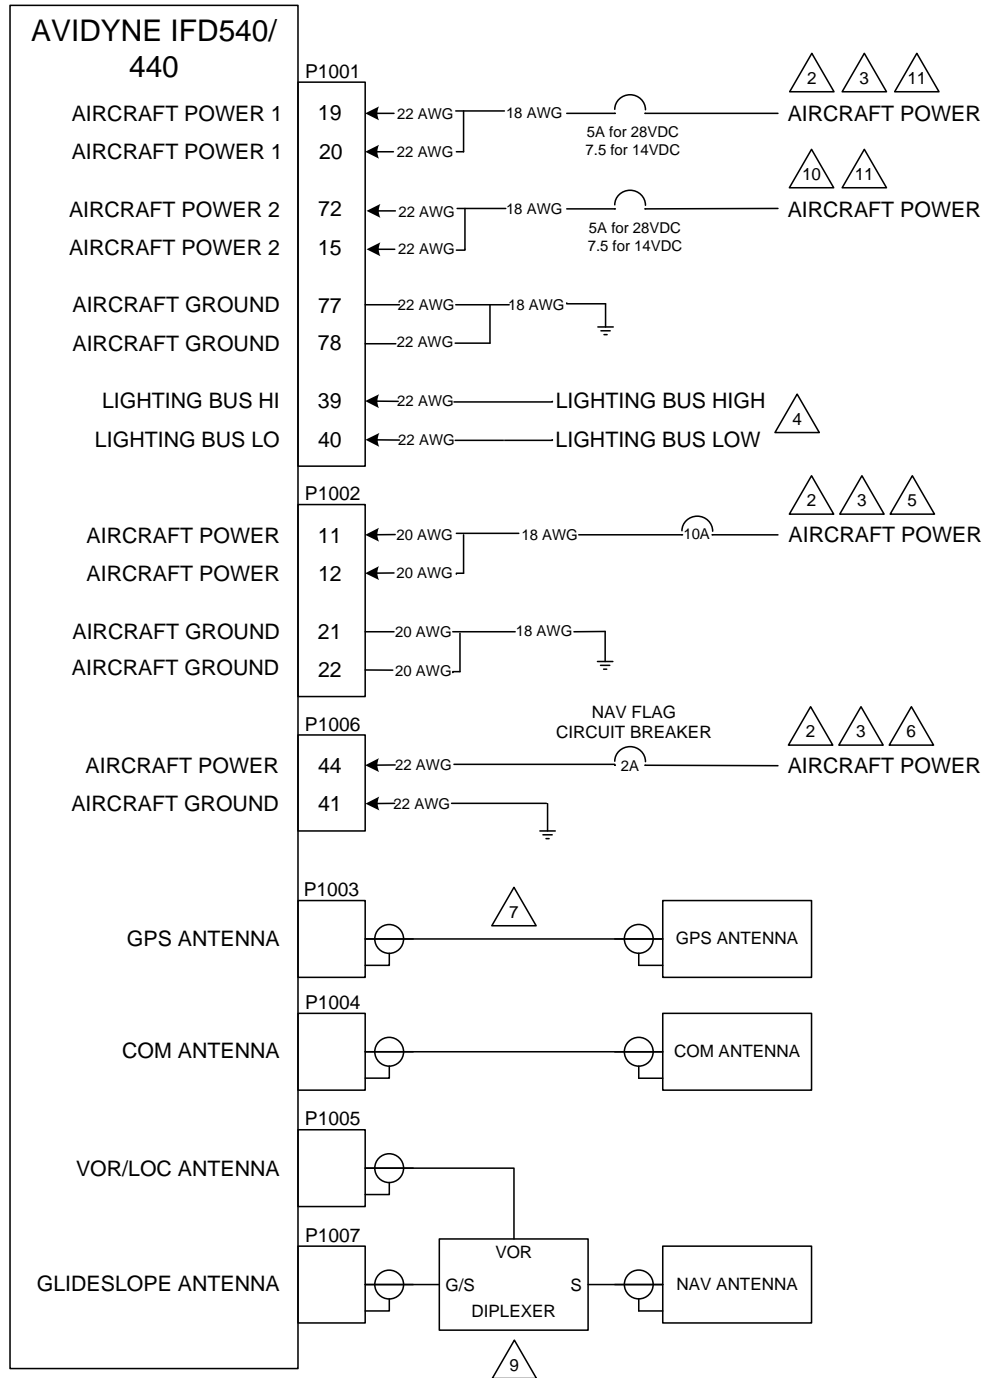 AVIDYNE IFD540/
440
P1001
2 3 11
AIRCRAFT POWER 1 19 22 AWG 18 AWG AIRCRAFT POWER
5A for 28VDC
7.5 for 14VDC
AIRCRAFT POWER 1 20 22 AWG
10 11
AIRCRAFT POWER 2 72 22 AWG 18 AWG AIRCRAFT POWER
5A for 28VDC
7.5 for 14VDC
AIRCRAFT POWER 2 15 22 AWG
AIRCRAFT GROUND 77 22 AWG 18 AWG
AIRCRAFT GROUND 78 22 AWG
LIGHTING BUS HI 39 22 AWG LIGHTING BUS HIGH
4
LIGHTING BUS LO 40 22 AWG LIGHTING BUS LOW
P1002
2 3 5
AIRCRAFT POWER 11 20 AWG 18 AWG 10A AIRCRAFT POWER
AIRCRAFT POWER 12 20 AWG
AIRCRAFT GROUND 21 20 AWG 18 AWG
AIRCRAFT GROUND 22 20 AWG
P1006
NAV FLAG
CIRCUIT BREAKER
2 3 6
AIRCRAFT POWER 44 22 AWG 2A AIRCRAFT POWER
AIRCRAFT GROUND 41 22 AWG
P1003
7
GPS ANTENNA GPS ANTENNA
P1004
COM ANTENNA COM ANTENNA
P1005
VOR/LOC ANTENNA
P1007
VOR
GLIDESLOPE ANTENNA G/S S NAV ANTENNA
DIPLEXER
9